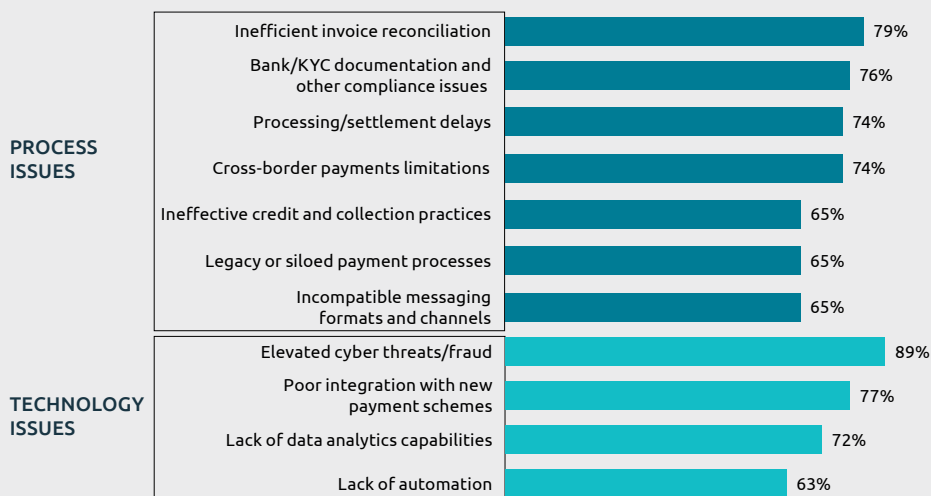 PROCESS
ISSUES
Inefficient invoice reconciliation 79%
Bank/KYC documentation and
other compliance issues 76%
Processing/settlement delays 74%
Cross-border payments limitations 74%
Ineffective credit and collection practices 65%
Legacy or siloed payment processes 65%
Incompatible messaging
formats and channels 65%
TECHNOLOGY
ISSUES
Elevated cyber threats/fraud 89%
Poor integration with new
payment schemes 77%
Lack of data analytics capabilities 72%
Lack of automation 63%